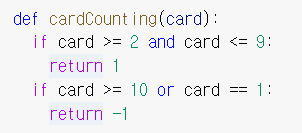 def cardCounting(card):
  if card >= 2 and card <= 9:
    return 1
  if card >= 10 or card == 1:
    return -1